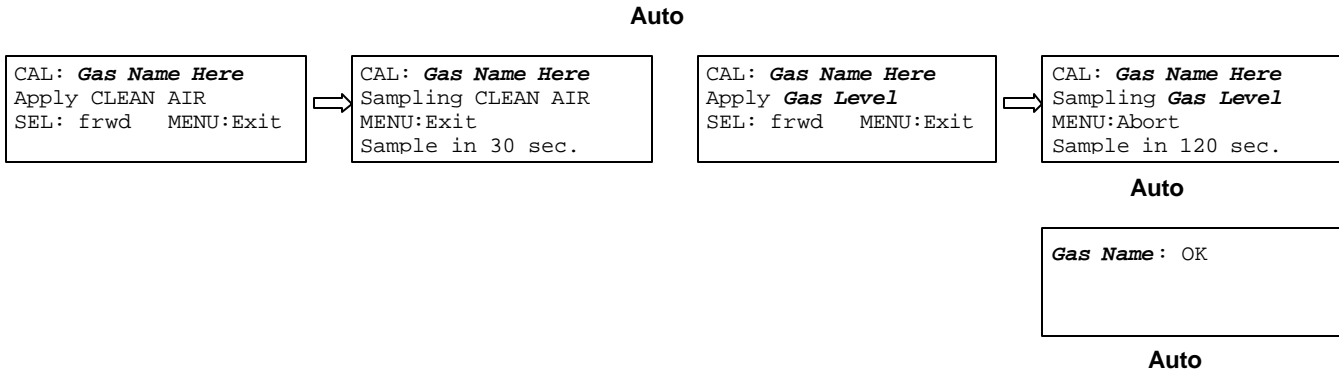 Auto
CAL: Gas Name Here
Apply CLEAN AIR
SEL: frwd MENU:Exit
CAL: Gas Name Here
Sampling CLEAN AIR
MENU:Exit
Sample in 30 sec.
CAL: Gas Name Here
Apply Gas Level
SEL: frwd MENU:Exit
CAL: Gas Name Here
Sampling Gas Level
MENU:Abort
Sample in 120 sec.
Auto
Gas Name: OK
Auto